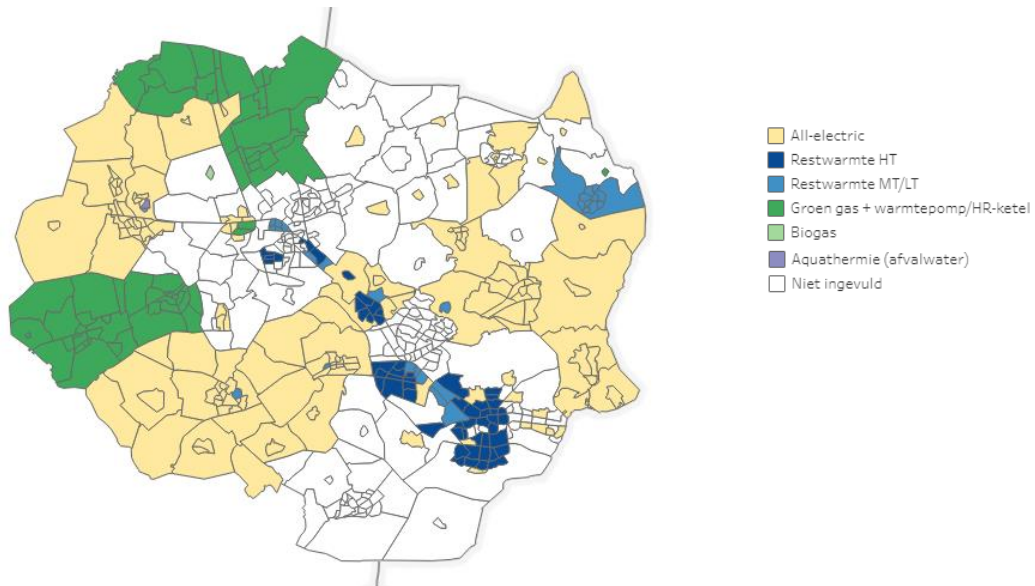 All-electric
Restwarmte HT
Restwarmte MT/LT
Groen gas + warmtepomp/HR-ketel
Biogas
Aquathermie (afvalwater)
Niet ingevuld